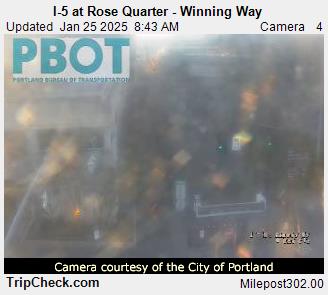 I-5 at Rose Quarter - Winning Way
Updated Jan 25 2025 8:43 AM Camera 4
PBOT
PORTLAND BUREAU OF TRANSPORTATION
Camera courtesy of the City of Portland
TripCheck.com Milepost302.00